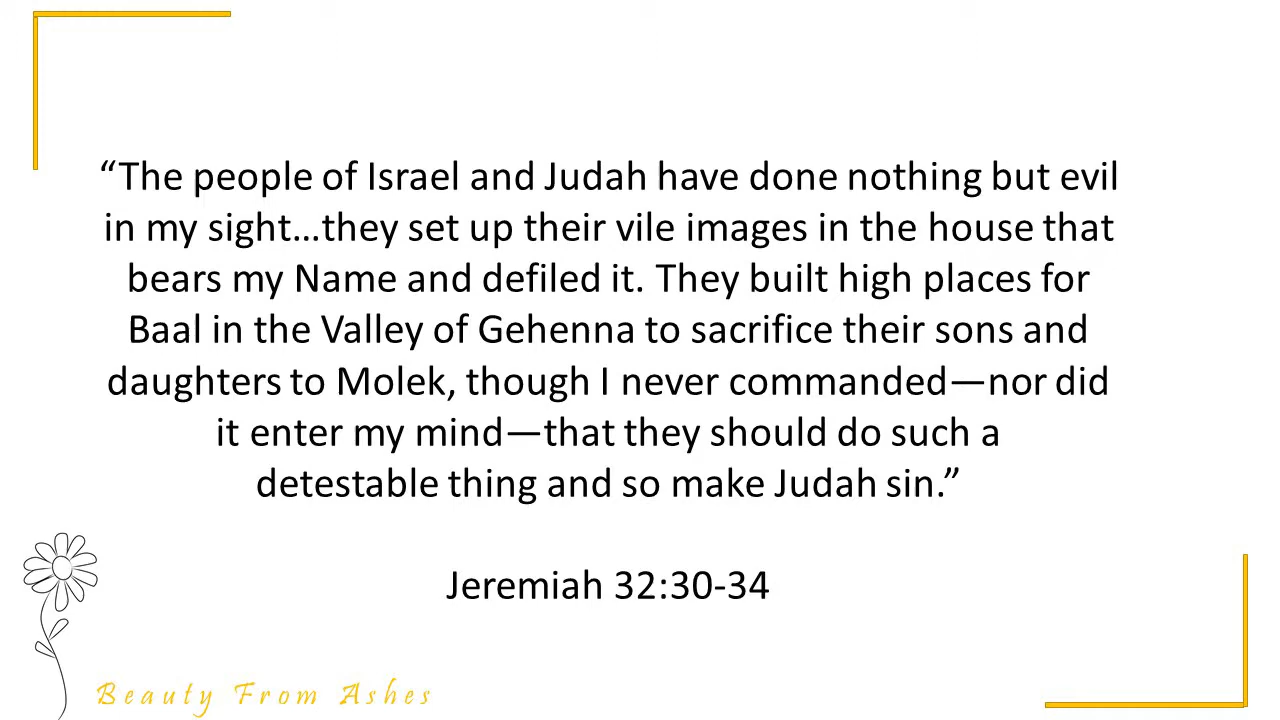 “The people of Israel and Judah have done nothing but evil
in my sight…they set up their vile images in the house that
bears my Name and defiled it. They built high places for
Baal in the Valley of Gehenna to sacrifice their sons and
daughters to Molek, though I never commanded—nor did
it enter my mind—that they should do such a
detestable thing and so make Judah sin.”
Jeremiah 32:30-34
Beauty From Ashes